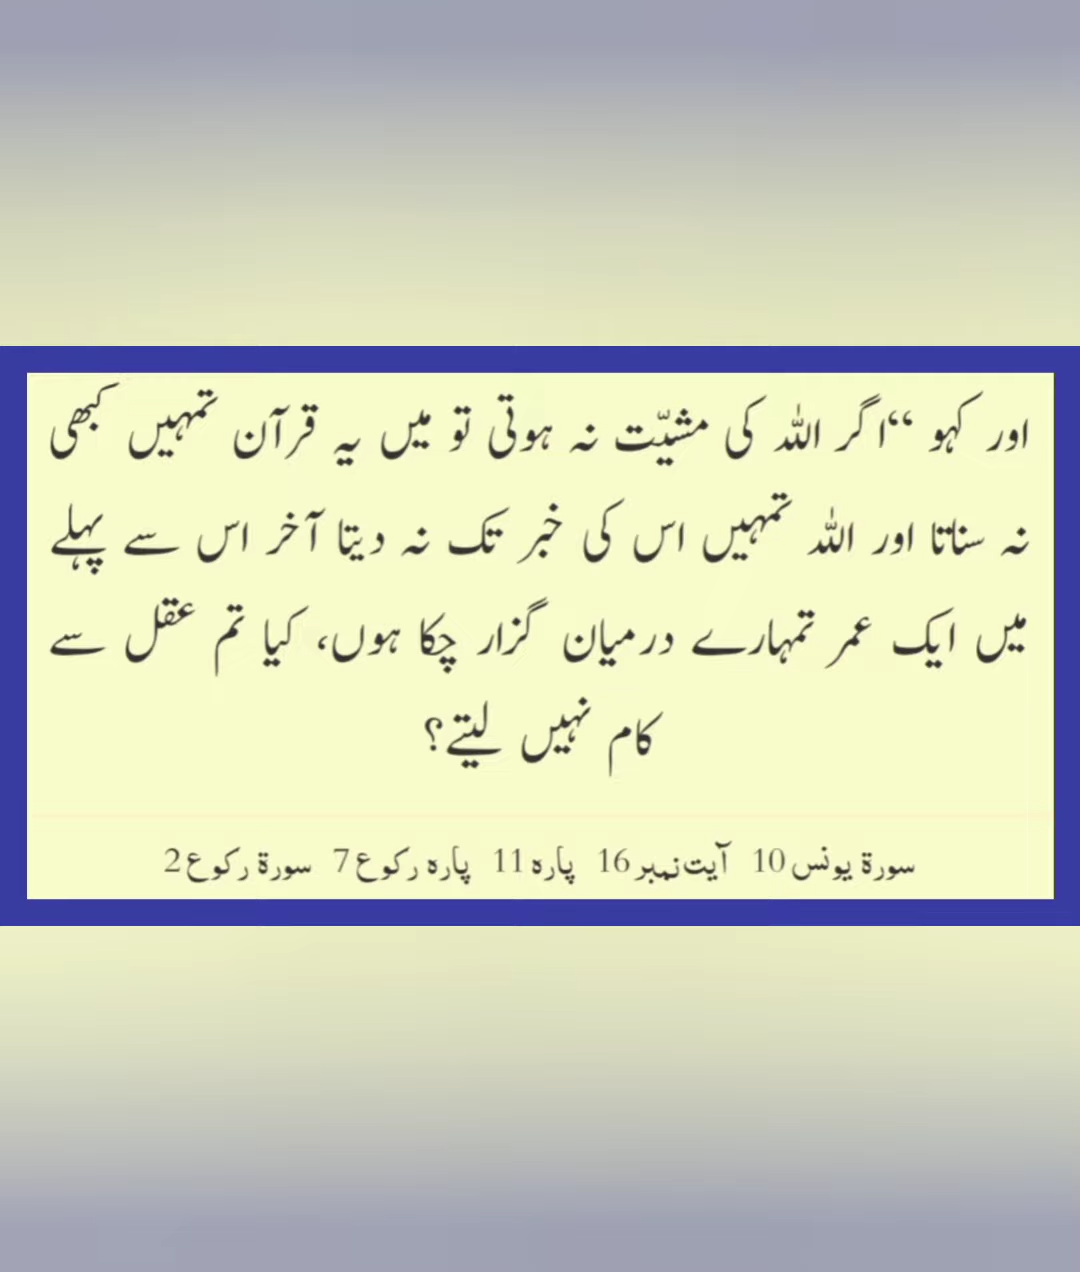 اور کہو “اگر اللہ کی مشیّت نہ ہوتی تو میں یہ قرآن تمہیں کبھی
نہ سناتا اور اللہ تمہیں اس کی خبر تک نہ دیتا آخر اس سے پہلے
میں ایک عمر تمہارے درمیان گزار چکا ہوں، کیا تم عقل سے
کام نہیں لیتے؟
سورۃ یونس 10 آیت نمبر 16 پارہ 11 پارہ رکوع 7 سورۃ رکوع 2